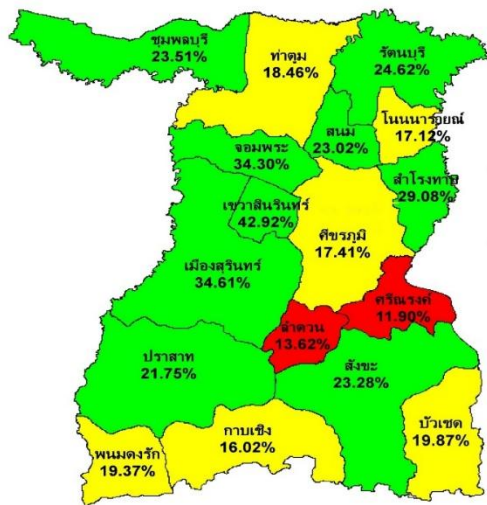 ชุมพลบุรี
23.51%
ท่าตูม
18.46%
รัตนบุรี
24.62%
โนนนารายณ์
17.12%
สนม
23.02%
จอมพระ
34.30%
สำโรงทาบ
29.08%
เขวาสินรินทร์
42.92%
ศีขรภูมิ
17.41%
เมืองสุรินทร์
34.61%
ศรีณรงค์
11.90%
ลำดวน
13.62%
ปราสาท
21.75%
สังขะ
23.28%
บัวเชด
19.87%
กาบเชิง
16.02%
พนมดงรัก
19.37%